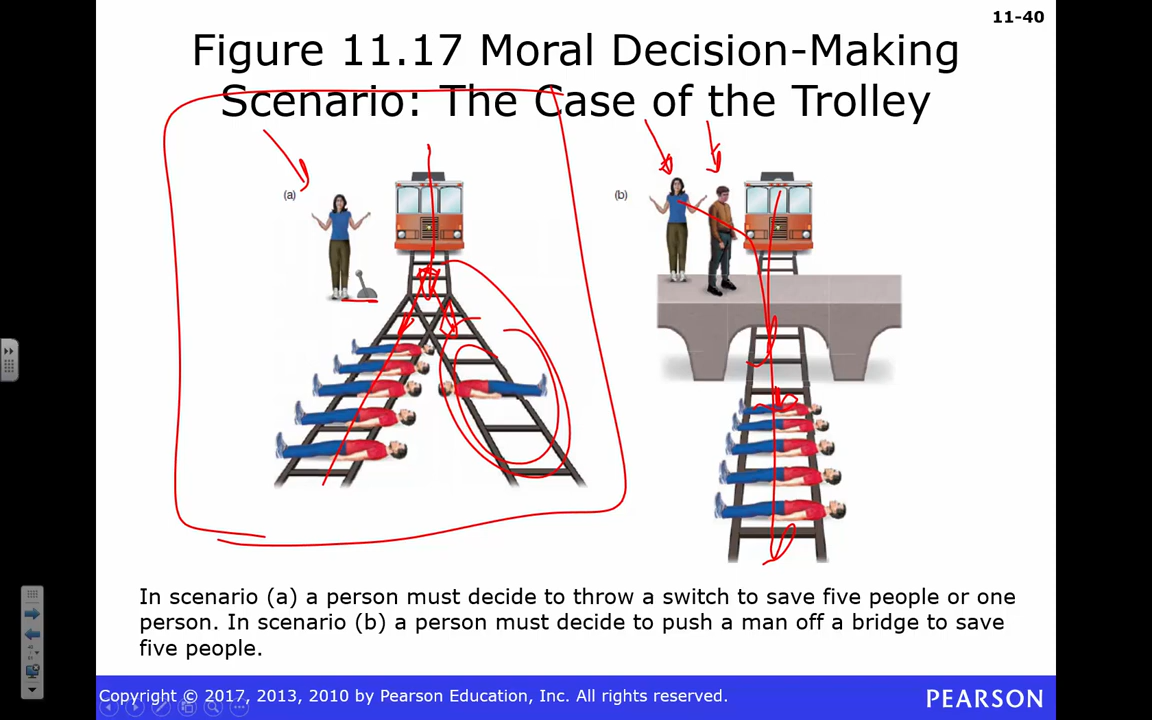 11-40
Figure 11.17 Moral Decision-Making
Scenario: The Case of the Trolley
(a)
(b)
In scenario (a) a person must decide to throw a switch to save five people or one
person. In scenario (b) a person must decide to push a man off a bridge to save
five people.
Copyright © 2017, 2013, 2010 by Pearson Education, Inc. All rights reserved.
PEARSON